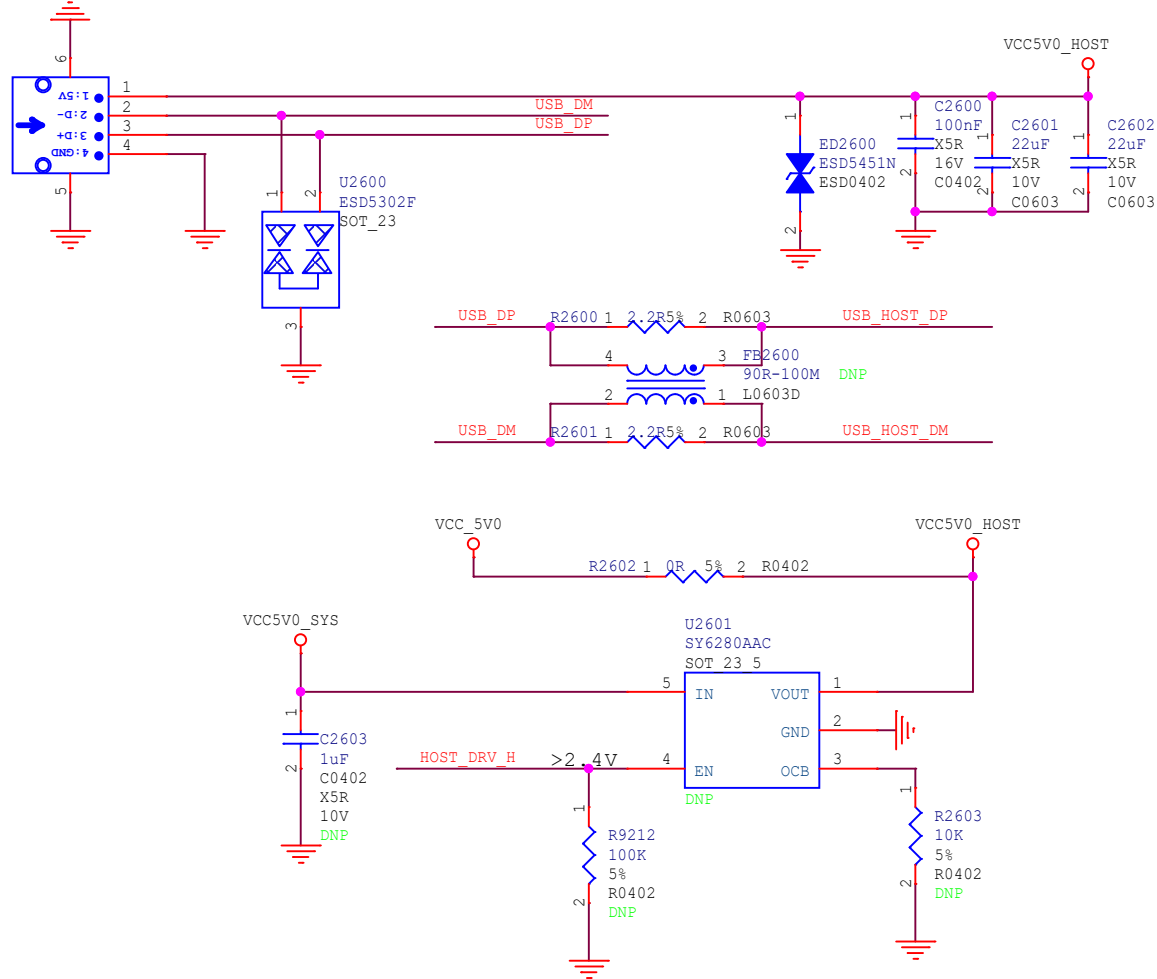 6
VCC5V0_HOST
1:5V
2:D-
3:D+
4:GND
1
2
3
4
5
USB_DM
USB_DP
1
2
U2600
ESD5302F
SOT_23
3
1
ED2600
ESD5451N
ESD0402
2
1
C2600
100nF
X5R
16V
C0402
2
1
C2601
22uF
X5R
10V
C0603
2
1
C2602
22uF
X5R
10V
C0603
2
USB_DP
R2600 1 2.2R5% 2 R0603
USB_HOST_DP
4
3
FB2600
90R-100M DNP
2
1
L0603D
USB_DM
R2601 1 2.2R5% 2 R0603
USB_HOST_DM
VCC_5V0
VCC5V0_HOST
R2602 1 0R 5% 2 R0402
VCC5V0_SYS
U2601
SY6280AAC
SOT_23_5
5
IN
VOUT
1
GND
2
4
EN
OCB
3
DNP
1
C2603
1uF
C0402
X5R
10V
DNP
2
HOST_DRV_H
>2.4V
1
R9212
100K
5%
R0402
DNP
2
1
R2603
10K
5%
R0402
DNP
2